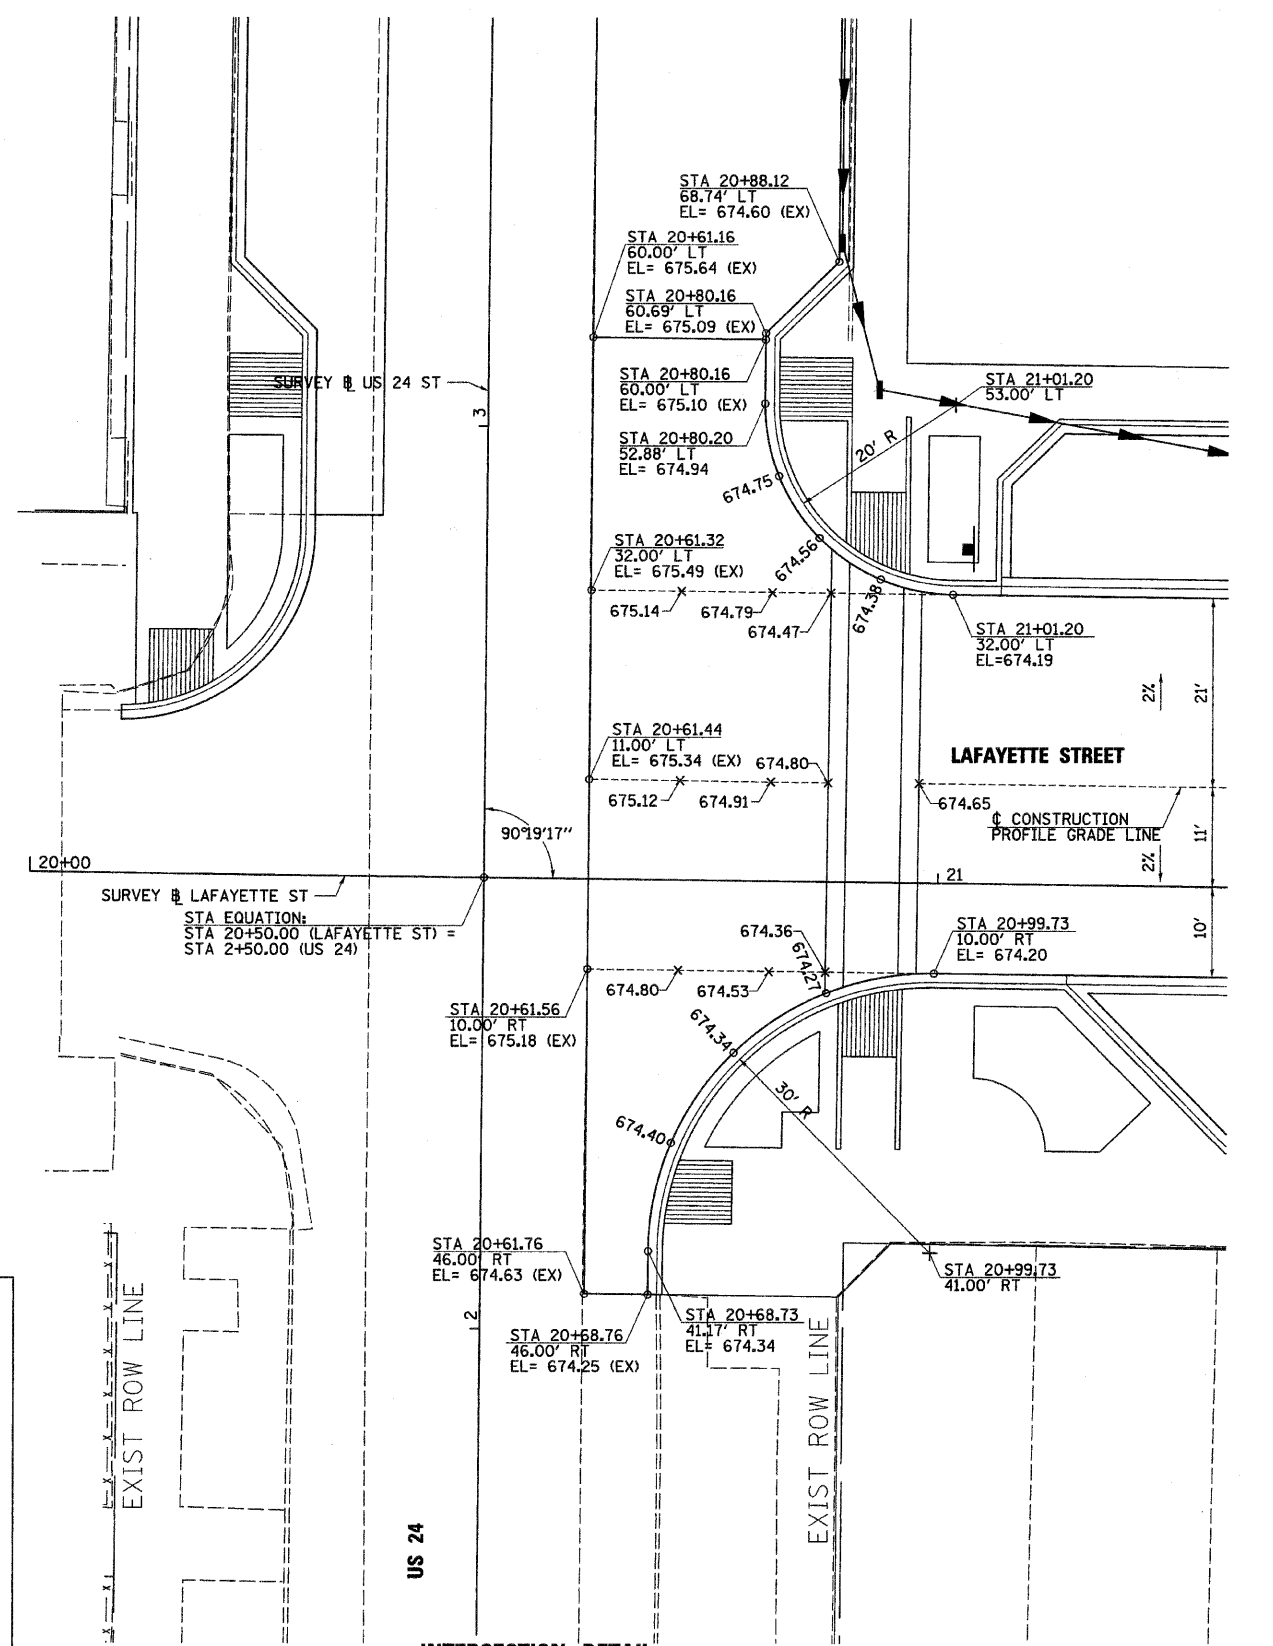 STA 20+88.12
68.74' LT
EL= 674.60 (EX)
STA 20+61.16
60.00' LT
EL= 675.64 (EX)
STA 20+80.16
60.69' LT
EL= 675.09 (EX)
STA 20+80.16
60.00' LT
EL= 675.10 (EX)
SURVEY ℄ US 24 ST
STA 21+01.20
53.00' LT
3
STA 20+80.20
52.88' LT
EL= 674.94
20' R
674.75
674.56
674.38
STA 20+61.32
32.00' LT
EL= 675.49 (EX)
675.14
674.79
674.47
STA 21+01.20
32.00' LT
EL=674.19
2%
21'
STA 20+61.44
11.00' LT
EL= 675.34 (EX)
674.80
LAFAYETTE STREET
675.12
674.91
674.65
℄ CONSTRUCTION
PROFILE GRADE LINE
90°19'17"
11'
2%
20+00
21
SURVEY ℄ LAFAYETTE ST
STA EQUATION:
STA 20+50.00 (LAFAYETTE ST) =
STA 2+50.00 (US 24)
674.36
674.27
STA 20+99.73
10.00' RT
EL= 674.20
10'
674.80
674.53
STA 20+61.56
10.00' RT
EL= 675.18 (EX)
674.34
30' R
674.40
STA 20+61.76
46.00' RT
EL= 674.63 (EX)
STA 20+99.73
41.00' RT
2
STA 20+68.73
41.17' RT
EL= 674.34
STA 20+68.76
46.00' RT
EL= 674.25 (EX)
EXIST ROW LINE
EXIST ROW LINE
US 24
INTERSECTION DETAIL